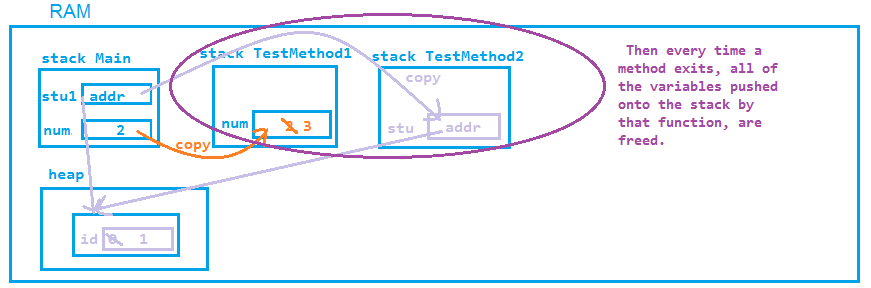 RAM
stack Main
stack TestMethod1
stack TestMethod2
Then every time a
method exits, all of
the variables pushed
onto the stack by
that function, are
freed.
copy
stu1 addr
num 2
copy
num 2 3
stu addr
heap
id 0 1